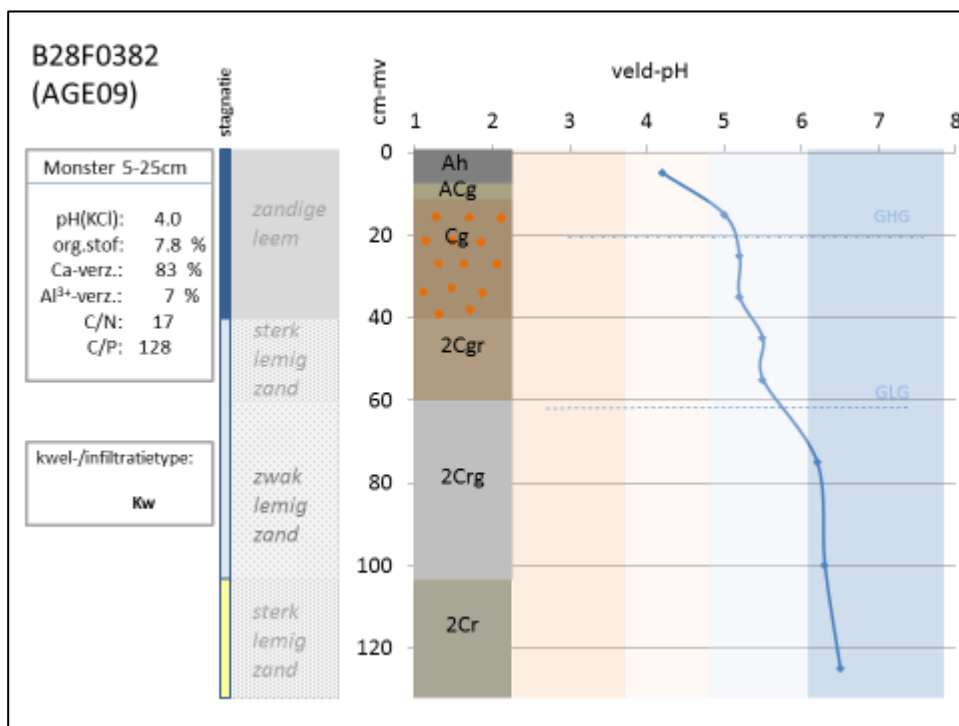 B28F0382
(AGE09)
stagnatie
cm-mv
veld-pH
1 2 3 4 5 6 7 8
Monster 5-25cm
pH(KCl): 4.0
org.stof: 7.8 %
Ca-verz.: 83 %
Al³⁺-verz.: 7 %
C/N: 17
C/P: 128
kwel-/infiltratietype:
Kw
zandige
leem
sterk
lemig
zand
zwak
lemig
zand
sterk
lemig
zand
0
20
40
60
80
100
120
Ah
ACg
Cg
2Cgr
2Crg
2Cr
GHG
GLG